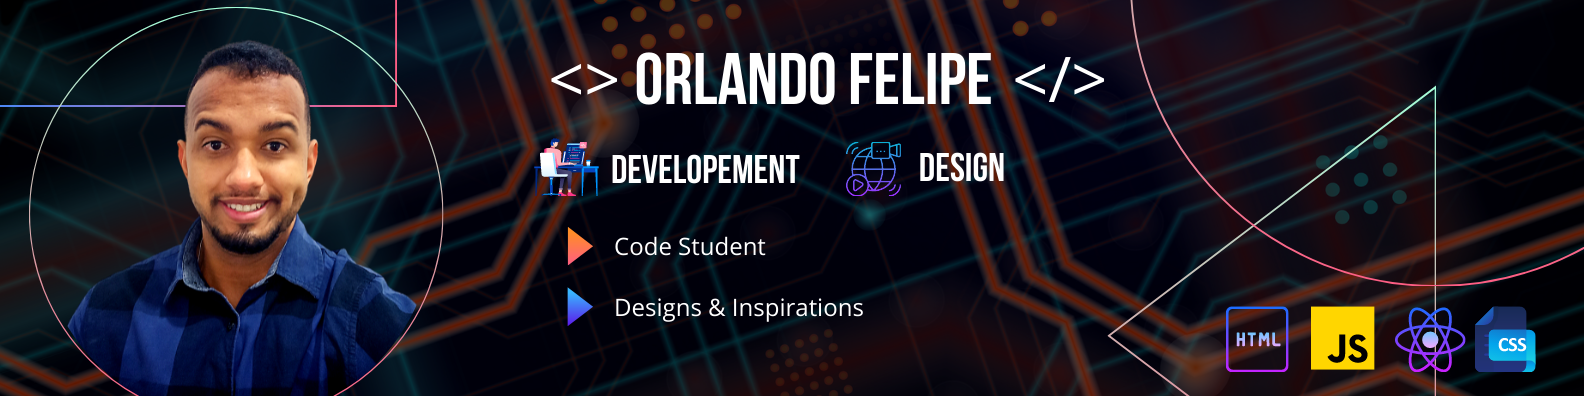 <> ORLANDO FELIPE </>
DEVELOPEMENT
DESIGN
Code Student
Designs & Inspirations
HTML
JS
CSS